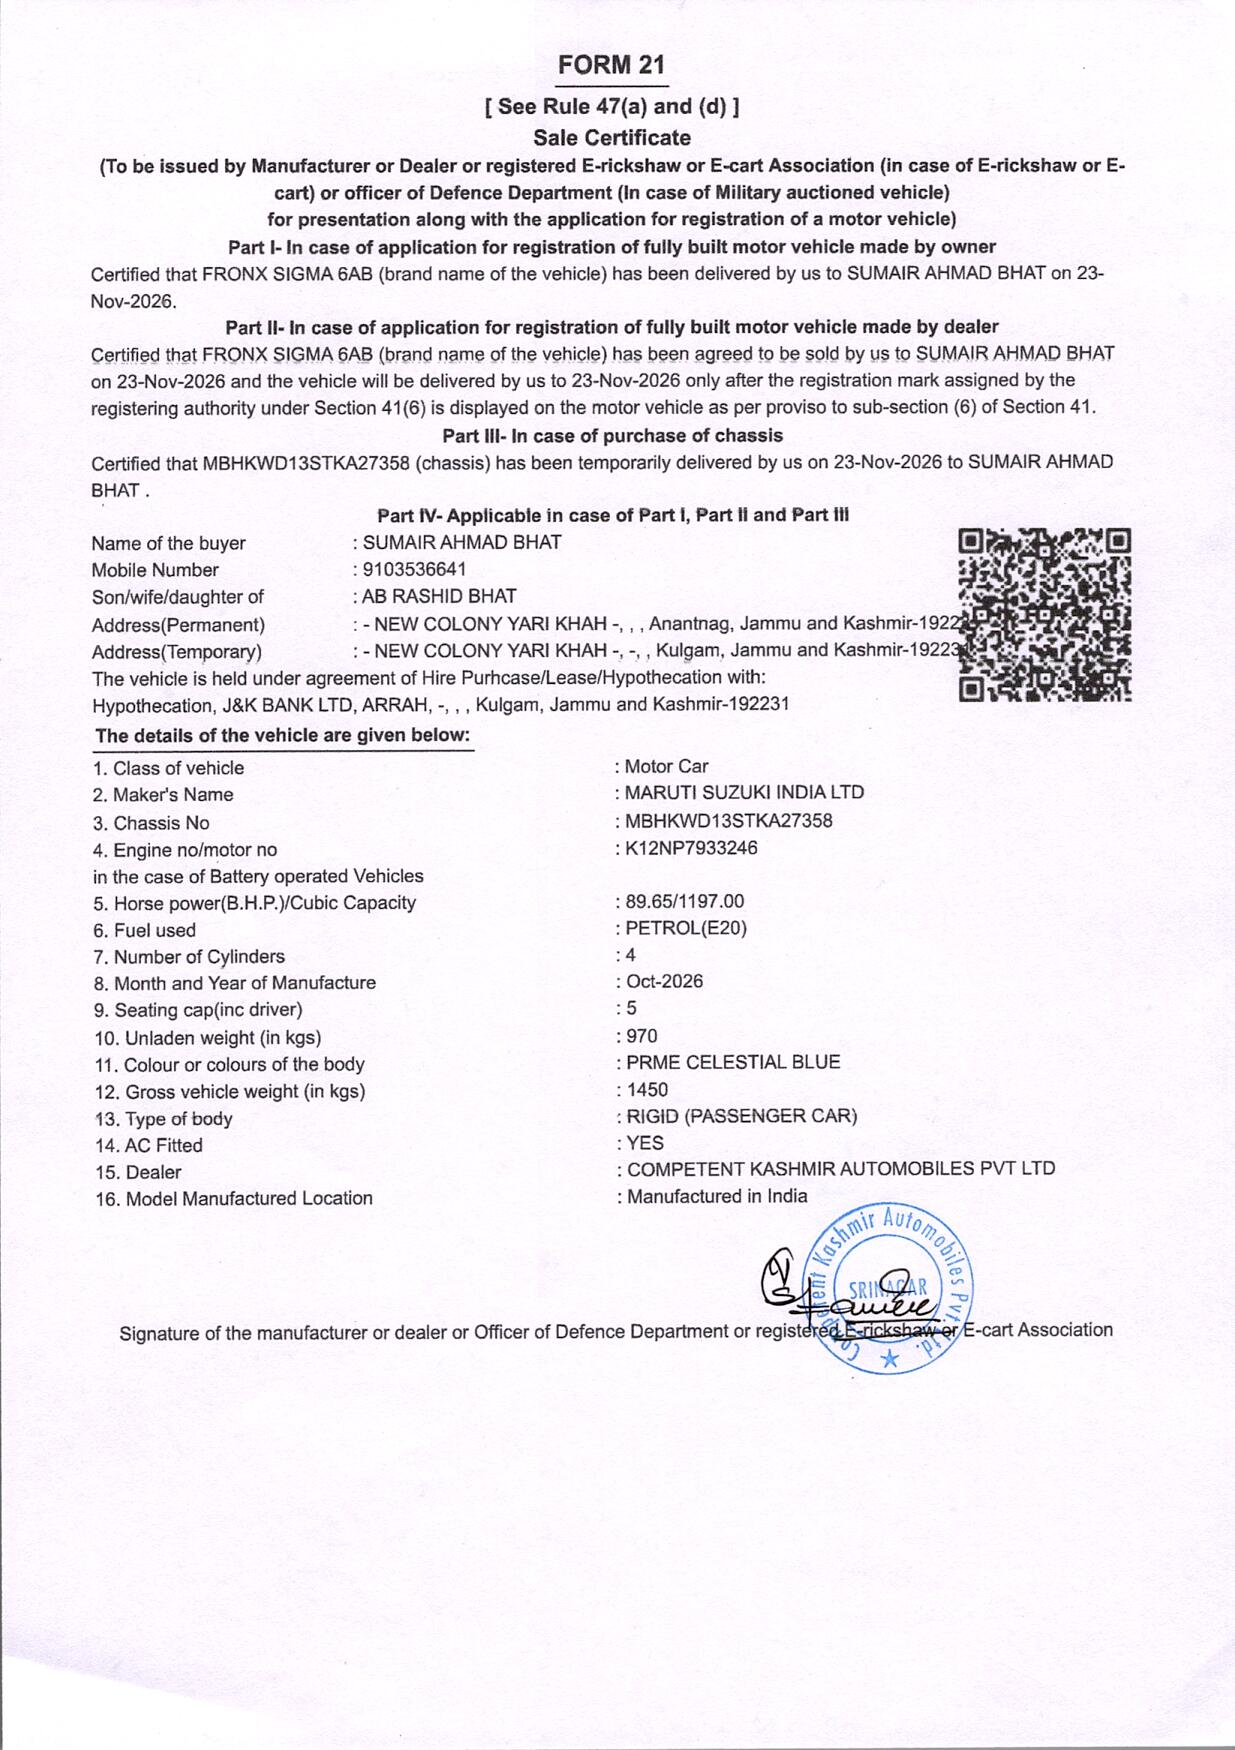 FORM 21
[ See Rule 47(a) and (d) ]
Sale Certificate
(To be issued by Manufacturer or Dealer or registered E-rickshaw or E-cart Association (in case of E-rickshaw or E-
cart) or officer of Defence Department (In case of Military auctioned vehicle)
for presentation along with the application for registration of a motor vehicle)
Part I- In case of application for registration of fully built motor vehicle made by owner
Certified that FRONX SIGMA 6AB (brand name of the vehicle) has been delivered by us to SUMAIR AHMAD BHAT on 23-
Nov-2026.
Part II- In case of application for registration of fully built motor vehicle made by dealer
Certified that FRONX SIGMA 6AB (brand name of the vehicle) has been agreed to be sold by us to SUMAIR AHMAD BHAT
on 23-Nov-2026 and the vehicle will be delivered by us to 23-Nov-2026 only after the registration mark assigned by the
registering authority under Section 41(6) is displayed on the motor vehicle as per proviso to sub-section (6) of Section 41.
Part III- In case of purchase of chassis
Certified that MBHKWD13STKA27358 (chassis) has been temporarily delivered by us on 23-Nov-2026 to SUMAIR AHMAD
BHAT .
Part IV- Applicable in case of Part I, Part II and Part III
Name of the buyer : SUMAIR AHMAD BHAT
Mobile Number : 9103536641
Son/wife/daughter of : AB RASHID BHAT
Address(Permanent) : - NEW COLONY YARI KHAH -, , , Anantnag, Jammu and
Address(Temporary) : - NEW COLONY YARI KHAH -, -, , Kulgam, Jammu and
The vehicle is held under agreement of Hire Purhcase/Lease/Hypothecation with:
Hypothecation, J&K BANK LTD, ARRAH, -, , , Kulgam, Jammu and Kashmir-192231
The details of the vehicle are given below:
1. Class of vehicle : Motor Car
2. Maker's Name : MARUTI SUZUKI INDIA LTD
3. Chassis No : MBHKWD13STKA27358
4. Engine no/motor no : K12NP7933246
in the case of Battery operated Vehicles
5. Horse power(B.H.P.)/Cubic Capacity : 89.65/1197.00
6. Fuel used : PETROL(E20)
7. Number of Cylinders : 4
8. Month and Year of Manufacture : Oct-2026
9. Seating cap(inc driver) : 5
10. Unladen weight (in kgs) : 970
11. Colour or colours of the body : PRME CELESTIAL BLUE
12. Gross vehicle weight (in kgs) : 1450
13. Type of body : RIGID (PASSENGER CAR)
14. AC Fitted : YES
15. Dealer : COMPETENT KASHMIR AUTOMOBILES PVT LTD
16. Model Manufactured Location : Manufactured in India
Competent Kashmir Automobiles Pvt. Ltd.
SRINAGAR
Signature of the manufacturer or dealer or Officer of Defence Department or registered E-rickshaw or E-cart Association